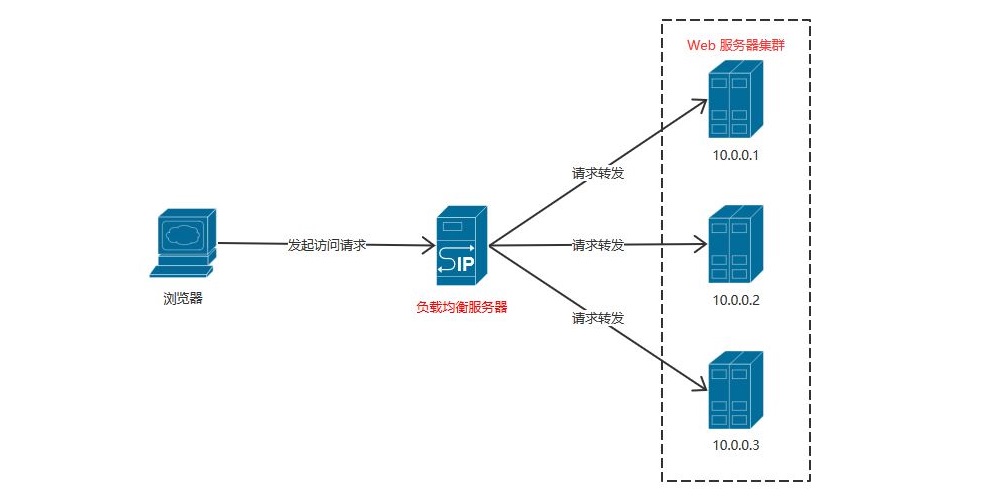 Web 服务器集群
10.0.0.1
请求转发
发起访问请求
请求转发
SIP
浏览器
负载均衡服务器
10.0.0.2
请求转发
10.0.0.3